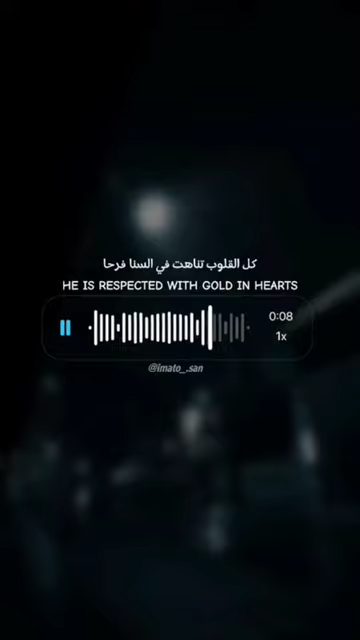 كل القلوب تناهت في السنا فرحا
HE IS RESPECTED WITH GOLD IN HEARTS
0:08
1x
@imato_.san